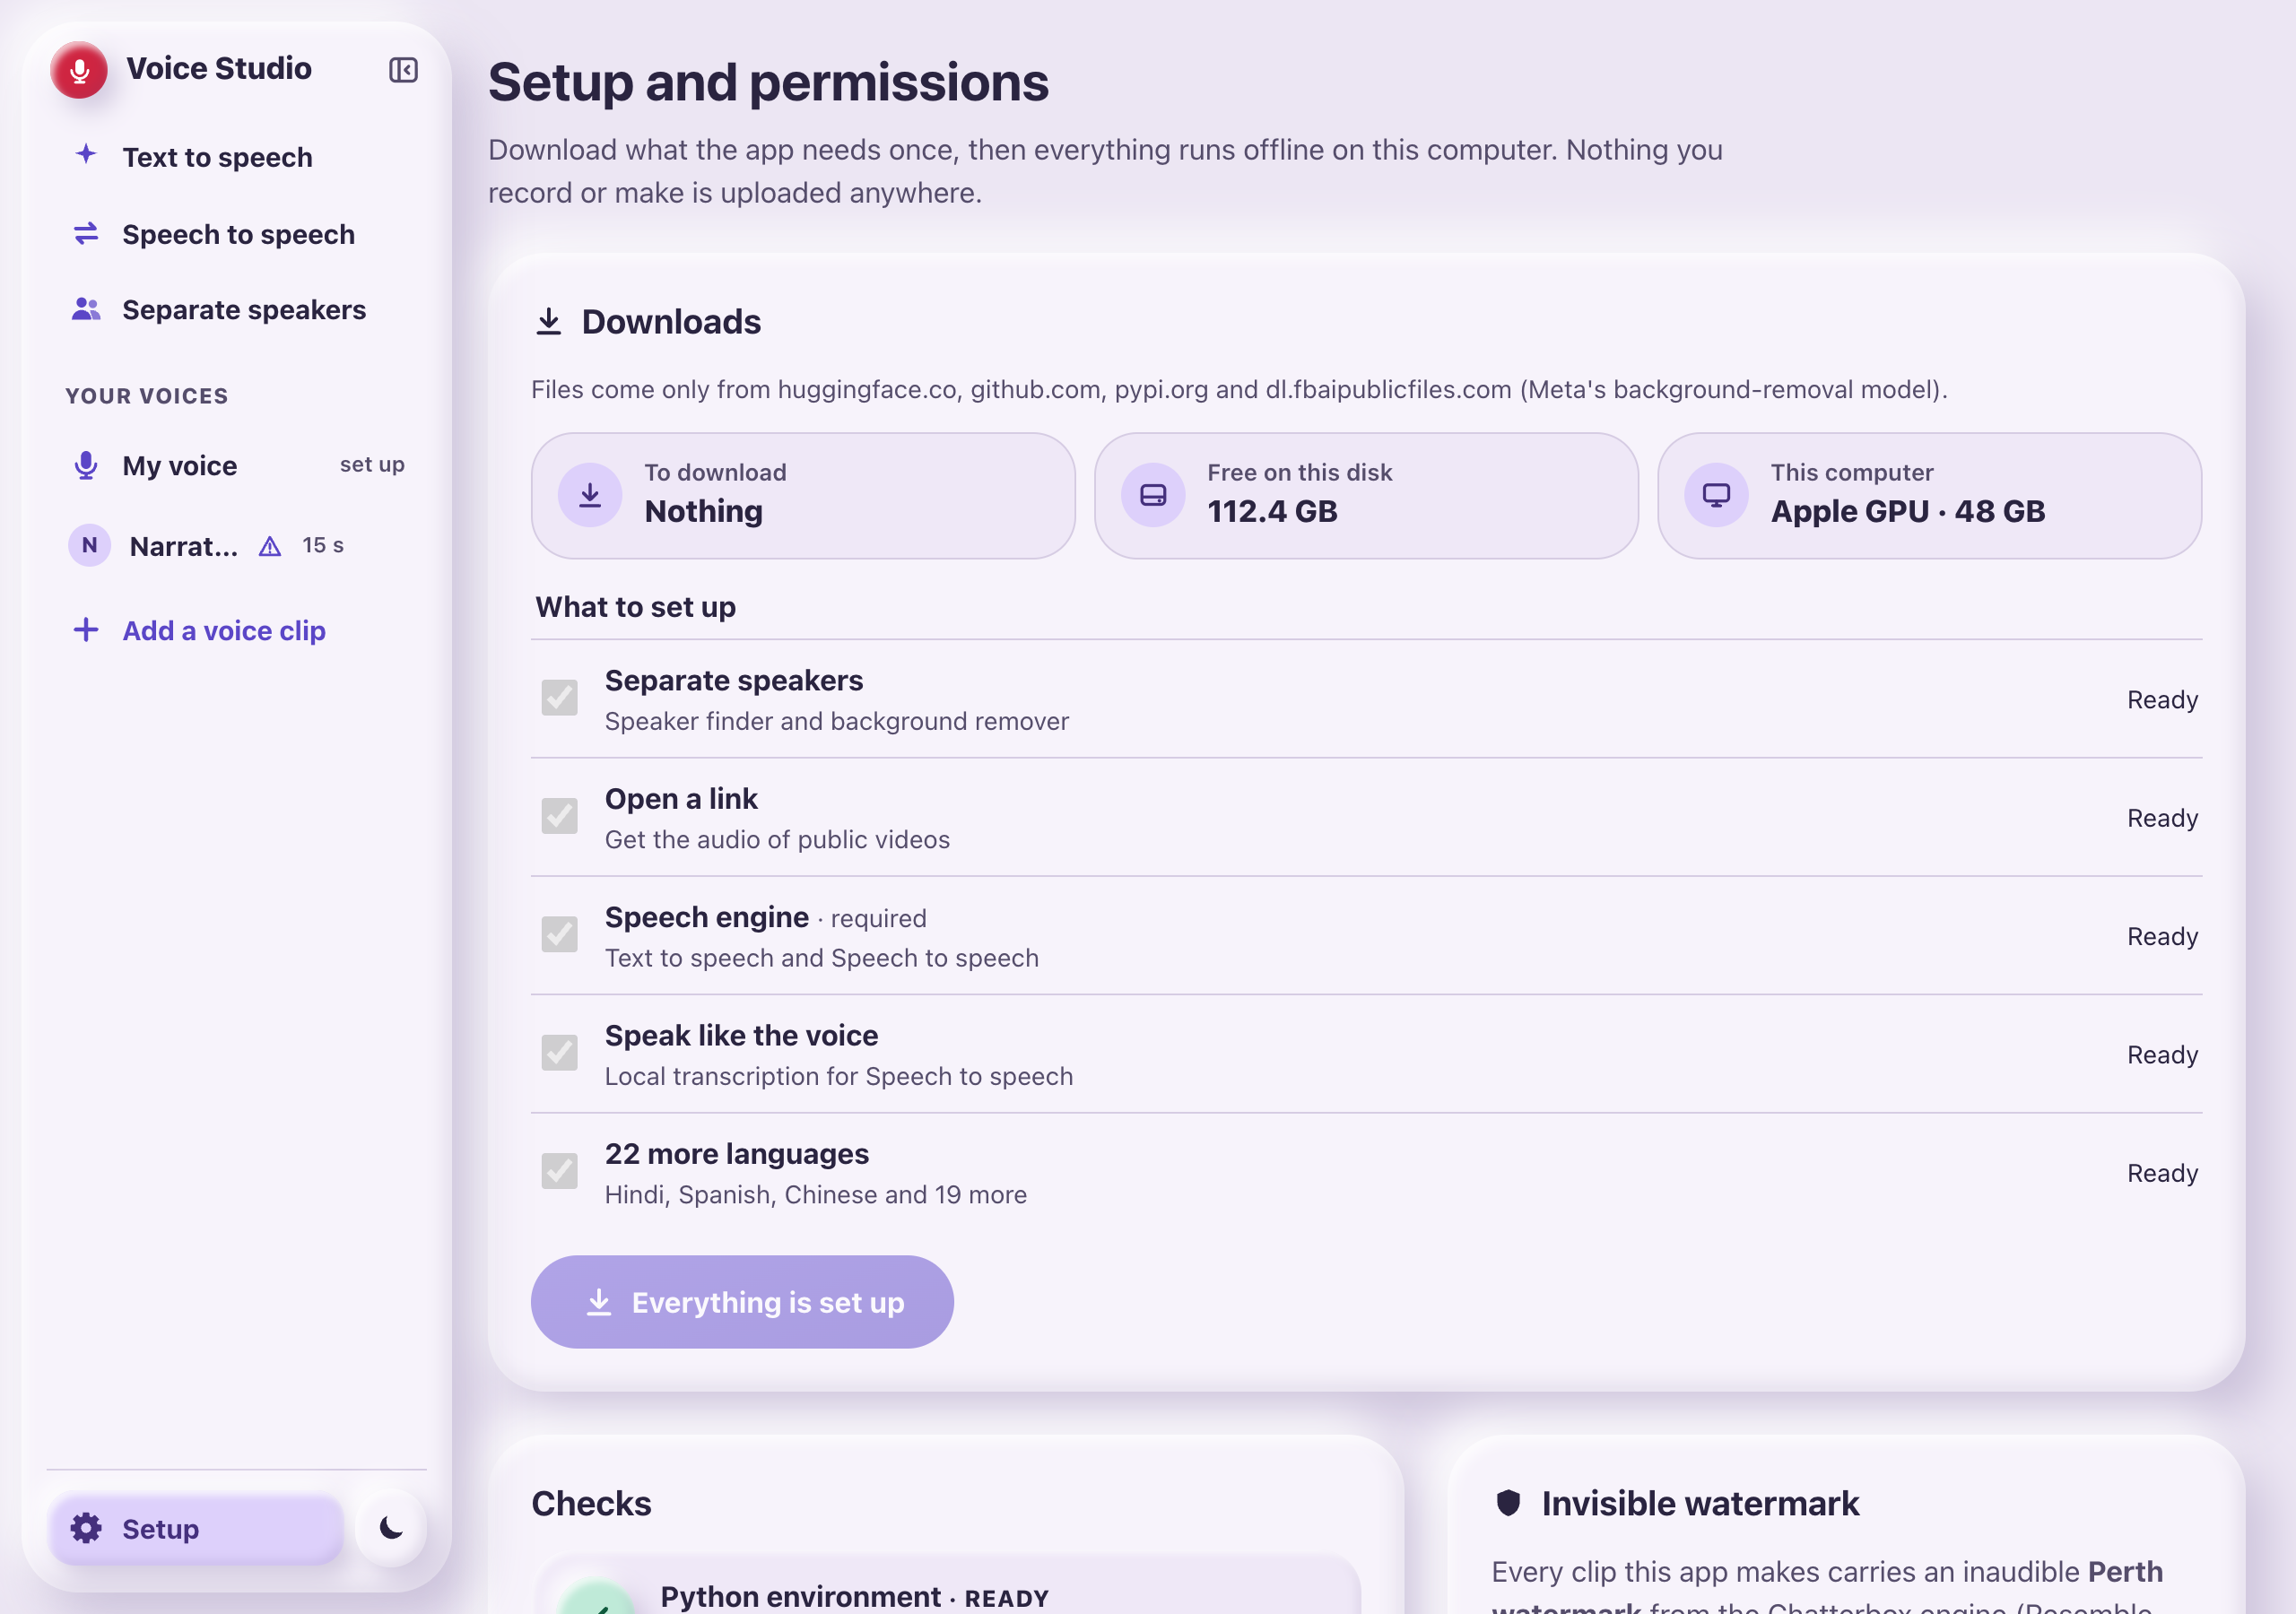 Voice Studio
Text to speech
Speech to speech
Separate speakers
YOUR VOICES
My voice set up
N Narrat... 15 s
Add a voice clip
Setup
Setup and permissions
Download what the app needs once, then everything runs offline on this computer. Nothing you
record or make is uploaded anywhere.
Downloads
Files come only from huggingface.co, github.com, pypi.org and dl.fbaipublicfiles.com (Meta's background-removal model).
To download
Nothing
Free on this disk
112.4 GB
This computer
Apple GPU · 48 GB
What to set up
Separate speakers
Speaker finder and background remover
Ready
Open a link
Get the audio of public videos
Ready
Speech engine · required
Text to speech and Speech to speech
Ready
Speak like the voice
Local transcription for Speech to speech
Ready
22 more languages
Hindi, Spanish, Chinese and 19 more
Ready
Everything is set up
Checks
Python environment · READY
Invisible watermark
Every clip this app makes carries an inaudible Perth
watermark from the Chatterbox engine (Resemble